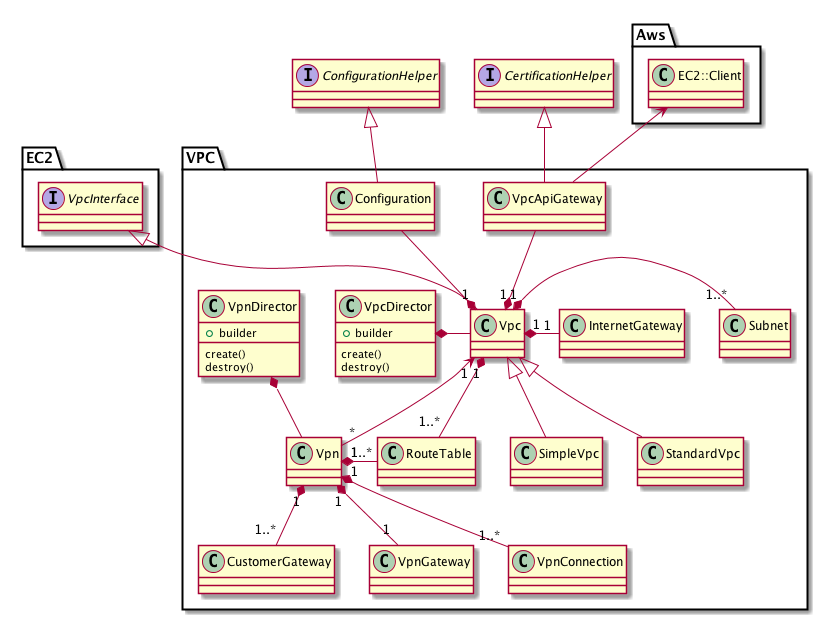 Aws
I ConfigurationHelper
I CertificationHelper
C EC2::Client
EC2
VPC
I VpcInterface
C Configuration
C VpcApiGateway
1
1
1
1..*
C VpnDirector
builder
create()
destroy()
C VpcDirector
builder
create()
destroy()
C Vpc
1
1
C InternetGateway
C Subnet
1
1
*
1..*
C Vpn
1..*
1
C RouteTable
C SimpleVpc
C StandardVpc
1
1
1..*
1
1..*
C CustomerGateway
C VpnGateway
C VpnConnection